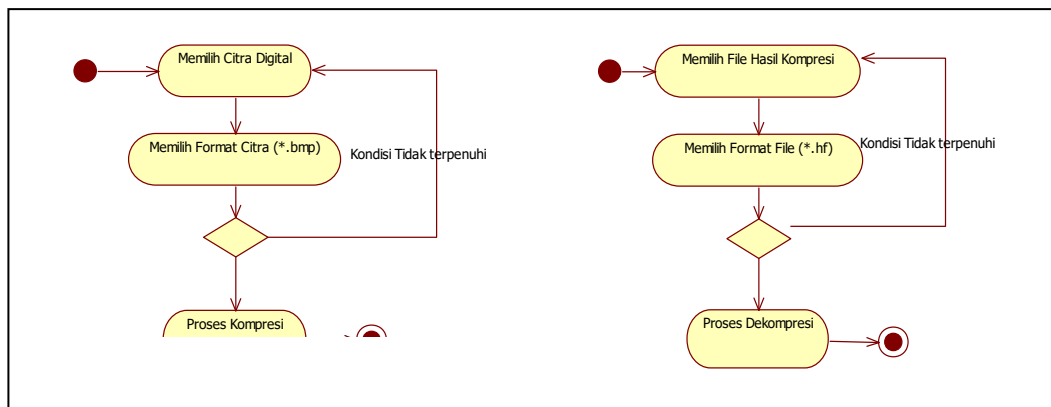 Memilih Citra Digital
Memilih Format Citra (*.bmp)
Kondisi Tidak terpenuhi
Proses Kompresi
Memilih File Hasil Kompresi
Memilih Format File (*.hf)
Kondisi Tidak terpenuhi
Proses Dekompresi